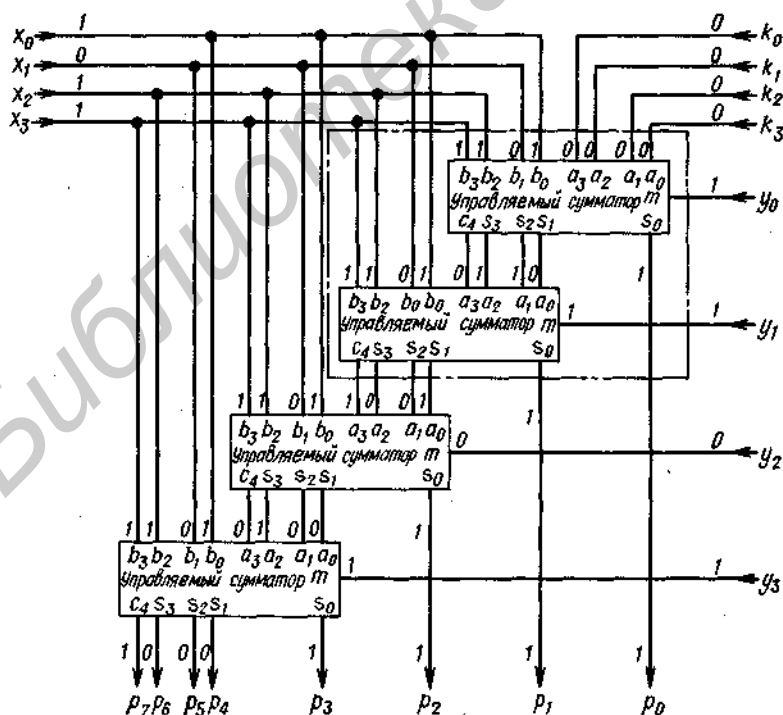 x₀ 1 0 k₀
x₁ 0 0 k₁
x₂ 1 0 k₂
x₃ 1 0 k₃
1 1 0 1 0 0 0 0
b₃ b₂ b₁ b₀ a₃ a₂ a₁ a₀
Управляемый сумматор m 1 y₀
c₄ s₃ s₂ s₁ s₀
1 1 0 1 0 1 1 0 1
b₃ b₂ b₀ b₀ a₃ a₂ a₁ a₀
Управляемый сумматор m 1 1 y₁
c₄ s₃ s₂ s₁ s₀
1 1 0 1 1 0 0 1 1
b₃ b₂ b₁ b₀ a₃ a₂ a₁ a₀
Управляемый сумматор m 0 0 y₂
c₄ s₃ s₂ s₁ s₀
1 1 0 1 0 1 0 0 1
b₃ b₂ b₁ b₀ a₃ a₂ a₁ a₀
Управляемый сумматор m 1 1 y₃
c₄ s₃ s₂ s₁ s₀
1 0 0 0 1 1 1 1
p₇ p₆ p₅ p₄ p₃ p₂ p₁ p₀
Библиотека